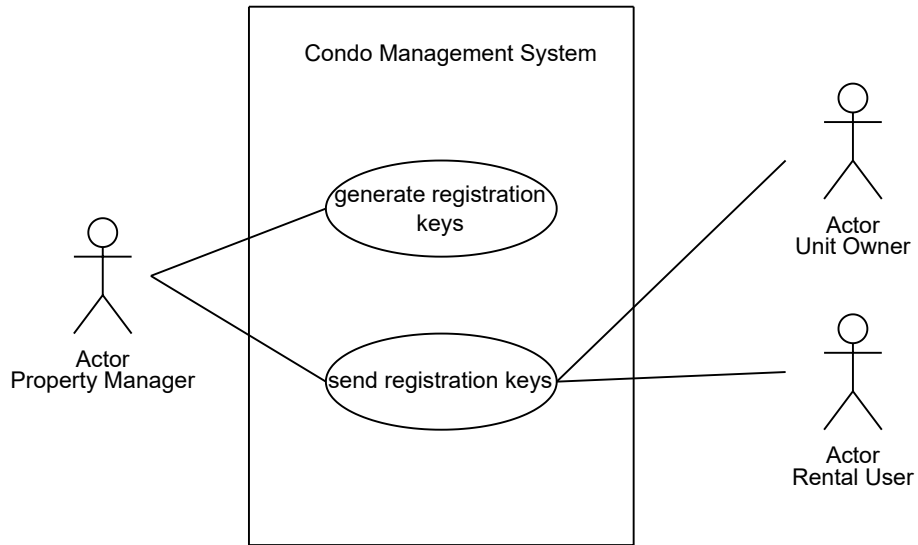 Condo Management System
generate registration
keys
send registration keys
Actor
Property Manager
Actor
Unit Owner
Actor
Rental User